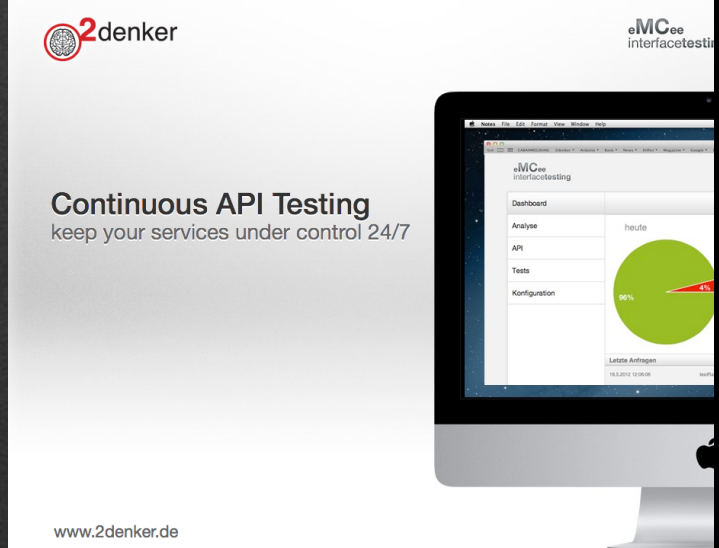 2denker
eMCee
interfacetestin
Continuous API Testing
keep your services under control 24/7
Notes File Edit Format View Window Help
eMCee
interfacetesting
Dashboard
Analyse
API
Tests
Konfiguration
heute
96%
4%
Letzte Anfragen
www.2denker.de